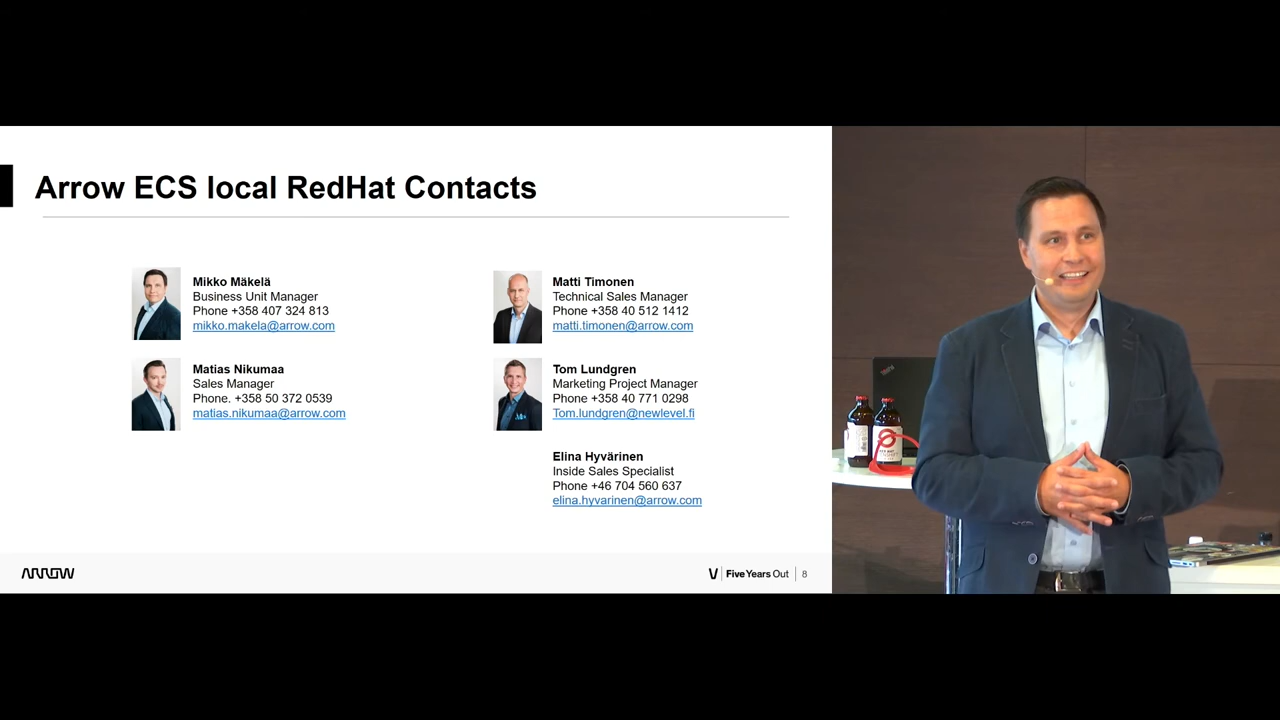 Arrow ECS local RedHat Contacts
Mikko Mäkelä
Business Unit Manager
Phone +358 407 324 813
mikko.makela@arrow.com
Matias Nikumaa
Sales Manager
Phone. +358 50 372 0539
matias.nikumaa@arrow.com
Matti Timonen
Technical Sales Manager
Phone +358 40 512 1412
matti.timonen@arrow.com
Tom Lundgren
Marketing Project Manager
Phone +358 40 771 0298
Tom.lundgren@newlevel.fi
Elina Hyvärinen
Inside Sales Specialist
Phone +46 704 560 637
elina.hyvarinen@arrow.com
ARROW
Five Years Out
8